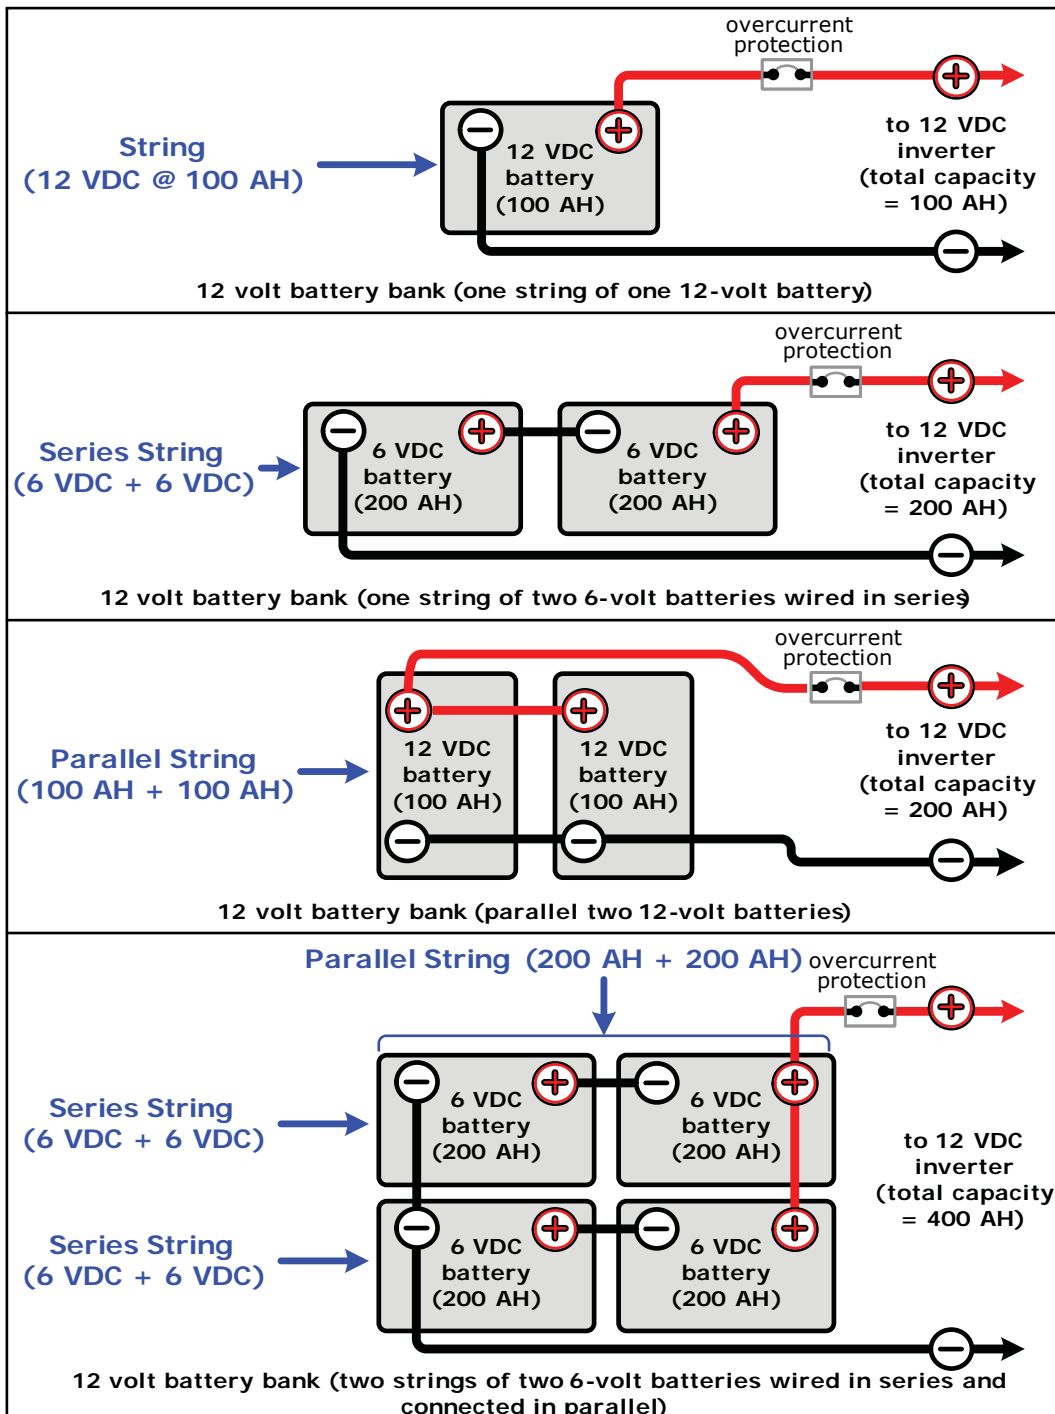 overcurrent
protection
String
(12 VDC @ 100 AH)
12 VDC
battery
(100 AH)
to 12 VDC
inverter
(total capacity
= 100 AH)
12 volt battery bank (one string of one 12-volt battery)
overcurrent
protection
Series String
(6 VDC + 6 VDC)
6 VDC
battery
(200 AH)
6 VDC
battery
(200 AH)
to 12 VDC
inverter
(total capacity
= 200 AH)
12 volt battery bank (one string of two 6-volt batteries wired in series)
overcurrent
protection
Parallel String
(100 AH + 100 AH)
12 VDC
battery
(100 AH)
12 VDC
battery
(100 AH)
to 12 VDC
inverter
(total capacity
= 200 AH)
12 volt battery bank (parallel two 12-volt batteries)
Parallel String (200 AH + 200 AH)
overcurrent
protection
Series String
(6 VDC + 6 VDC)
6 VDC
battery
(200 AH)
6 VDC
battery
(200 AH)
to 12 VDC
inverter
(total capacity
= 400 AH)
Series String
(6 VDC + 6 VDC)
6 VDC
battery
(200 AH)
6 VDC
battery
(200 AH)
12 volt battery bank (two strings of two 6-volt batteries wired in series and
connected in parallel)